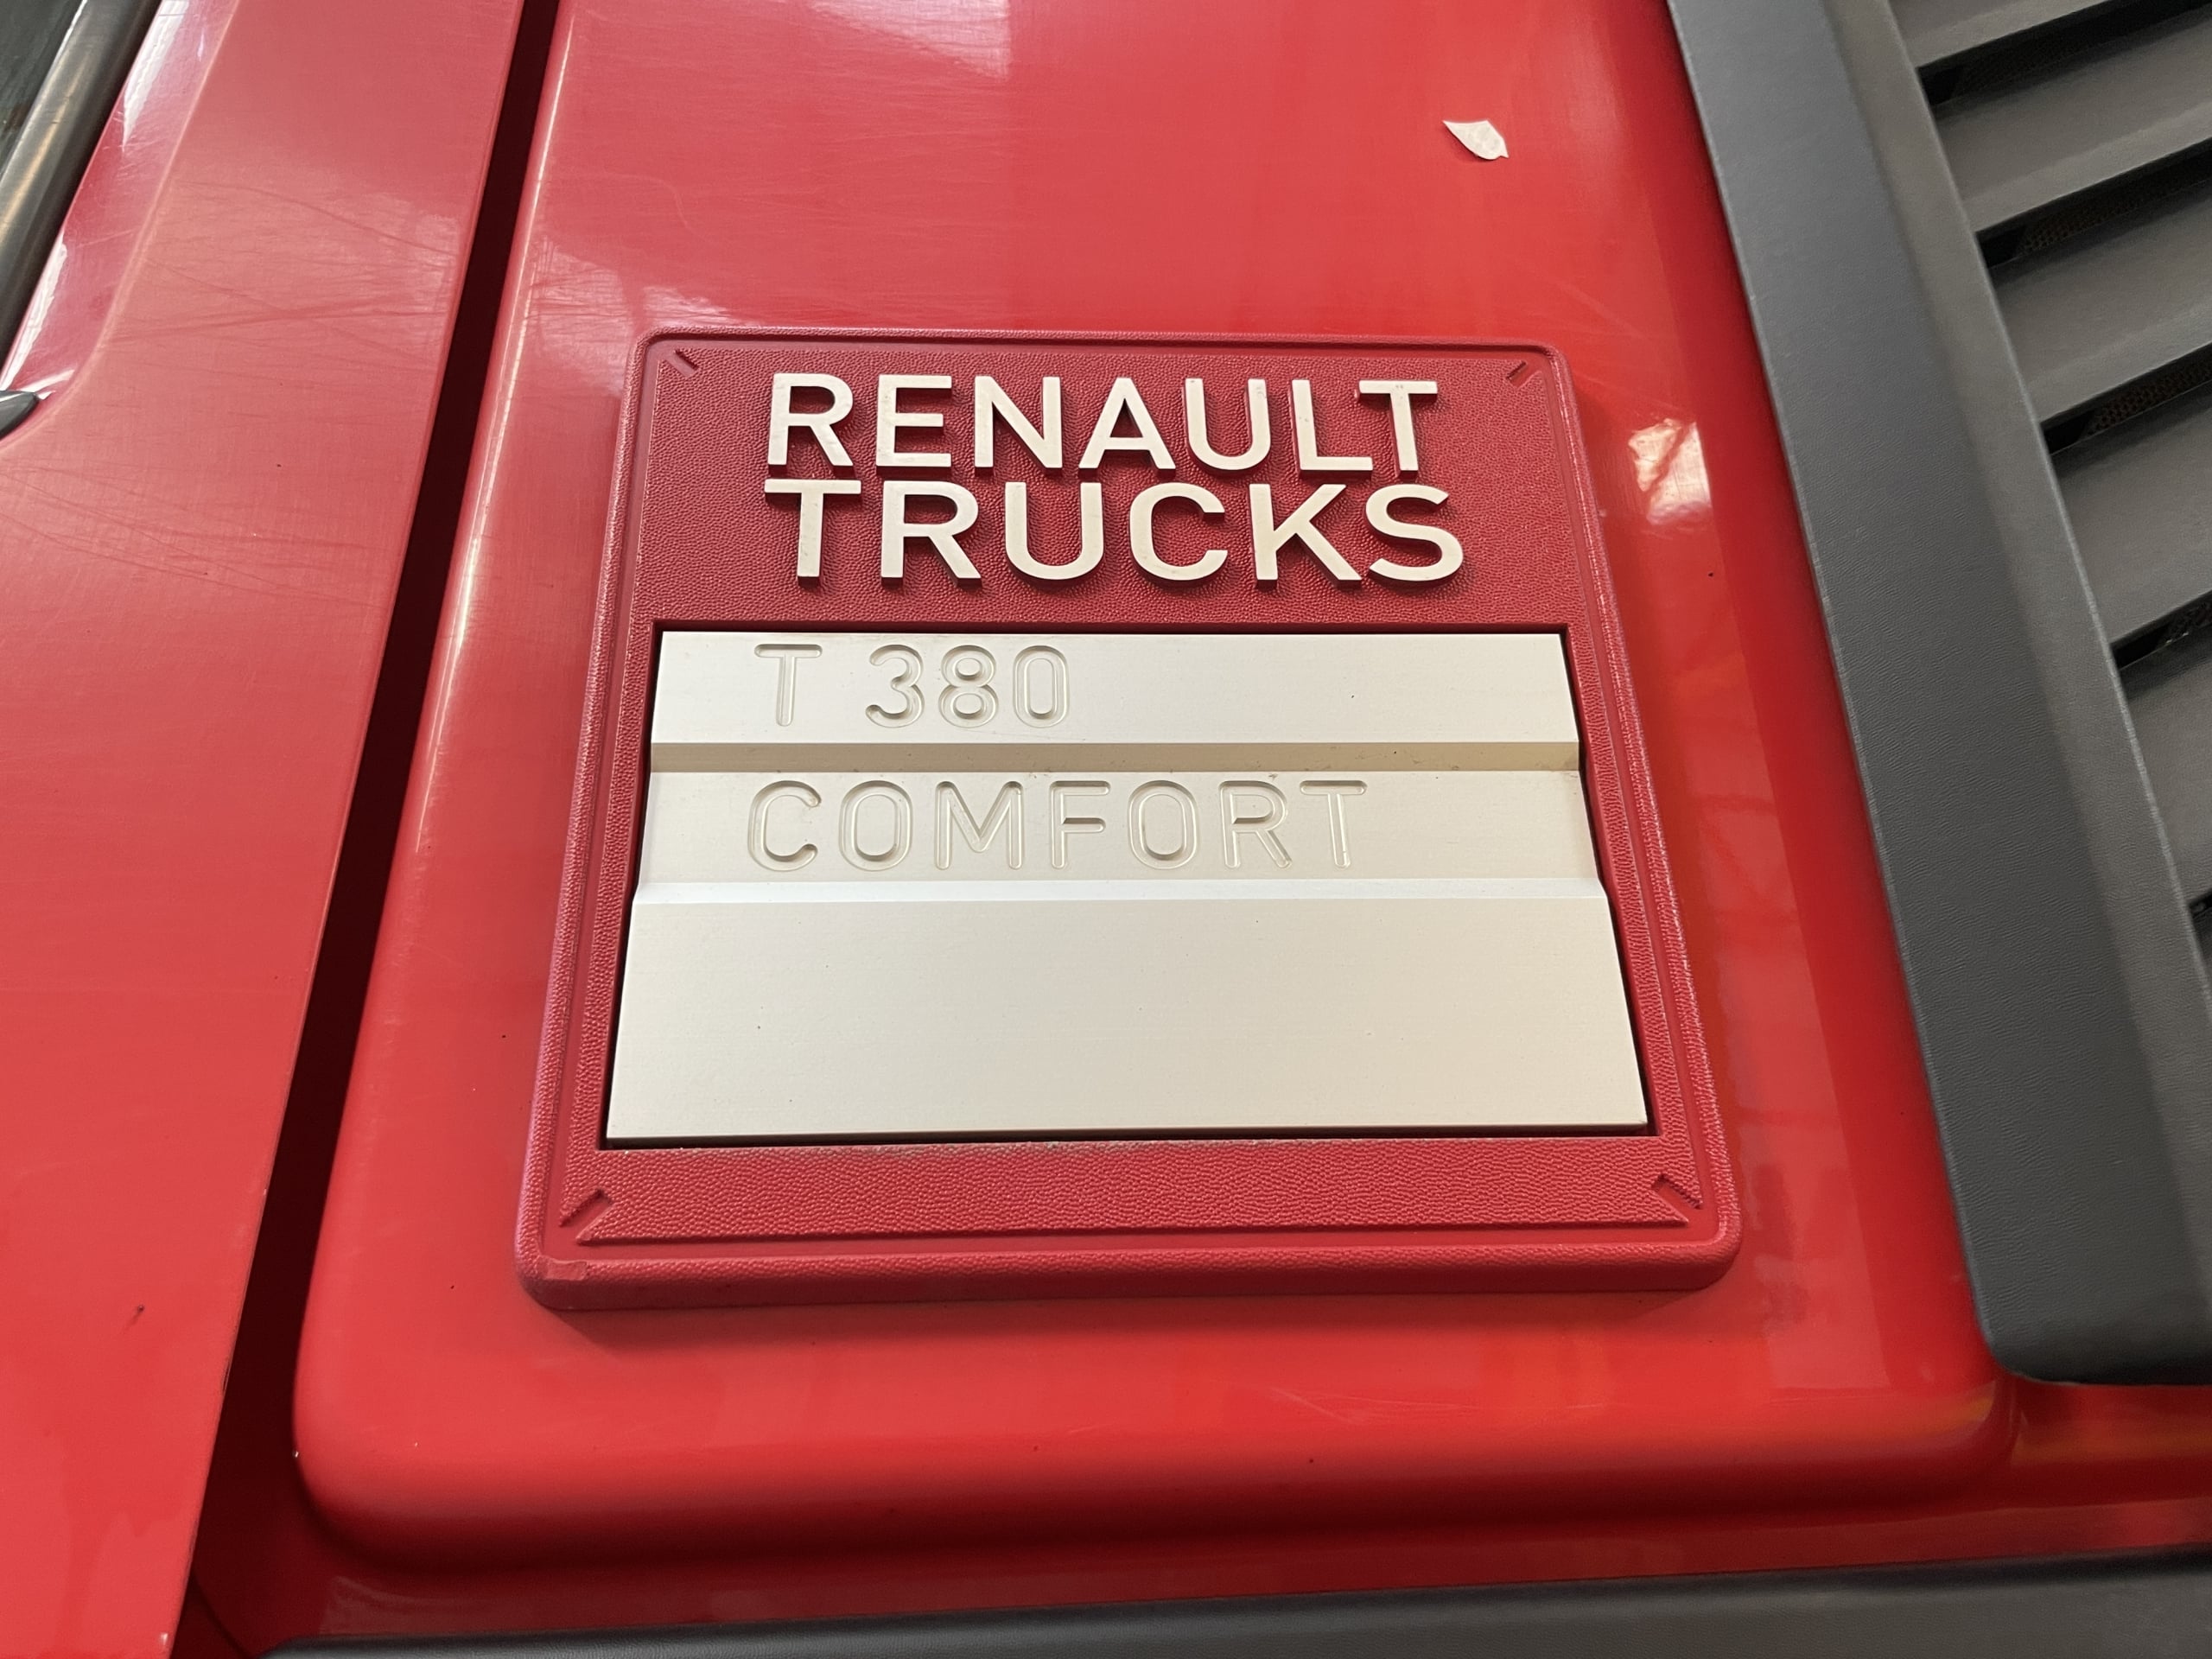 RENAULT
TRUCKS
T 380
COMFORT